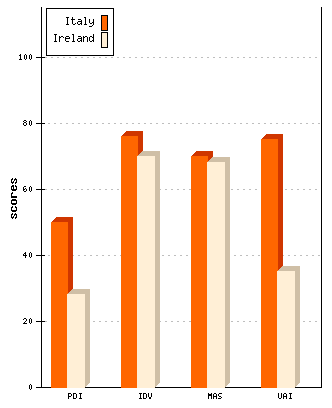 Italy
Ireland
100
80
60
40
20
0
scores
PDI IDV MAS UAI